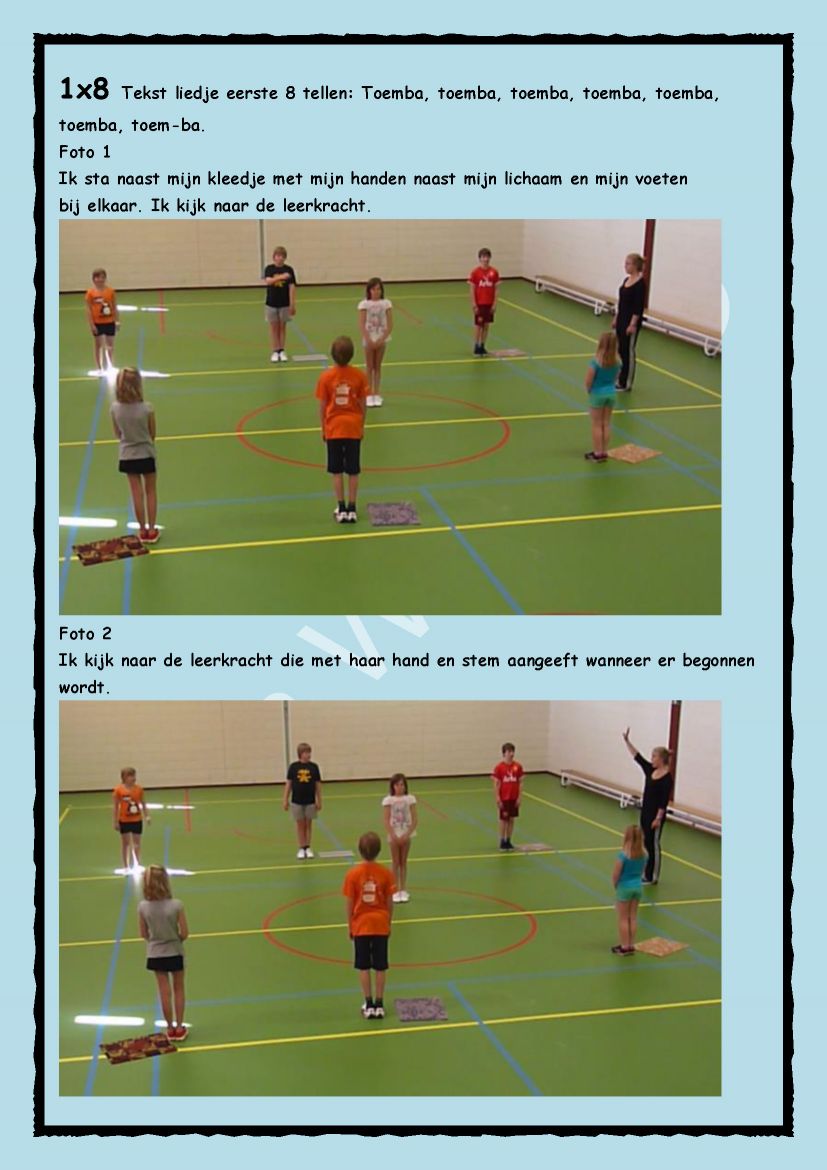 1x8 Tekst liedje eerste 8 tellen: Toemba, toemba, toemba, toemba, toemba,
toemba, toem-ba.
Foto 1
Ik sta naast mijn kleedje met mijn handen naast mijn lichaam en mijn voeten
bij elkaar. Ik kijk naar de leerkracht.
Foto 2
Ik kijk naar de leerkracht die met haar hand en stem aangeeft wanneer er begonnen
wordt.